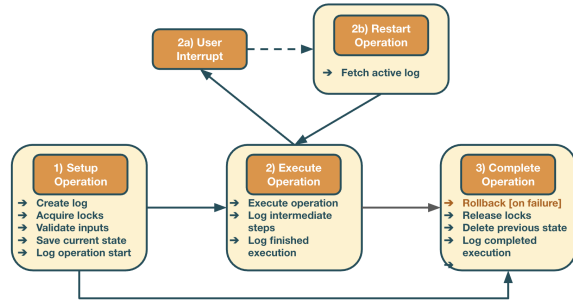 2a) User
Interrupt
2b) Restart
Operation
➔ Fetch active log
1) Setup
Operation
➔ Create log
➔ Acquire locks
➔ Validate inputs
➔ Save current state
➔ Log operation start
2) Execute
Operation
➔ Execute operation
➔ Log intermediate
steps
➔ Log finished
execution
3) Complete
Operation
➔ Rollback [on failure]
➔ Release locks
➔ Delete previous state
➔ Log completed
execution
➔